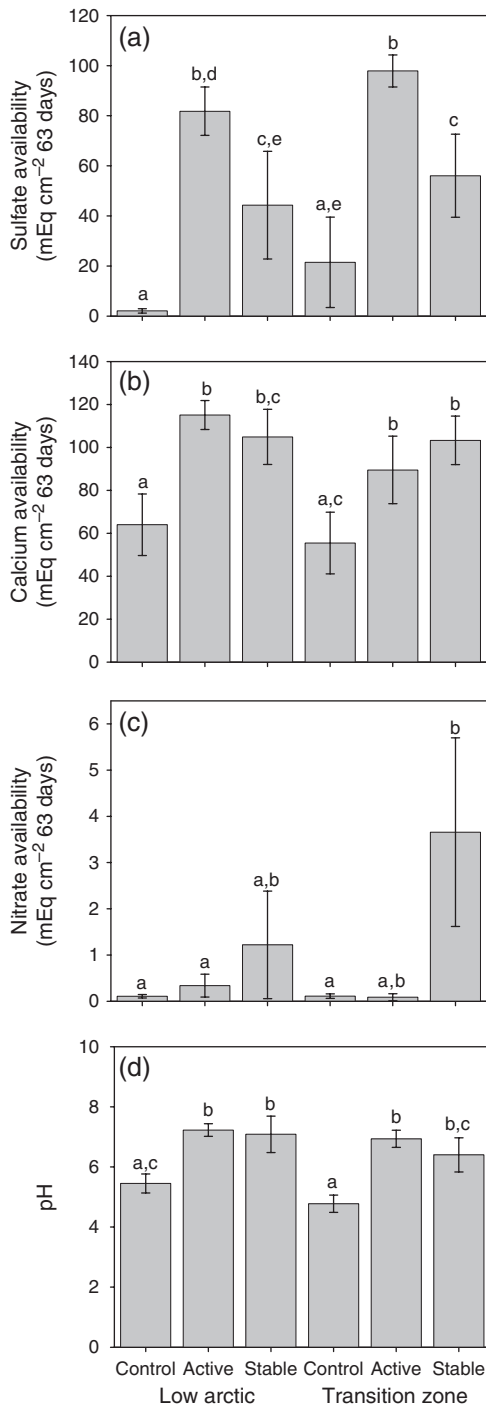 (a)
Sulfate availability
(mEq cm⁻² 63 days)
120
100
80
60
40
20
0
a
b,d
c,e
a,e
b
c
(b)
Calcium availability
(mEq cm⁻² 63 days)
140
120
100
80
60
40
20
0
a
b
b,c
a,c
b
b
(c)
Nitrate availability
(mEq cm⁻² 63 days)
6
5
4
3
2
1
0
a
a
a,b
a
a,b
b
(d)
pH
10
8
6
4
2
0
a,c
b
b
a
b
b,c
Control Active Stable Control Active Stable
Low arctic Transition zone